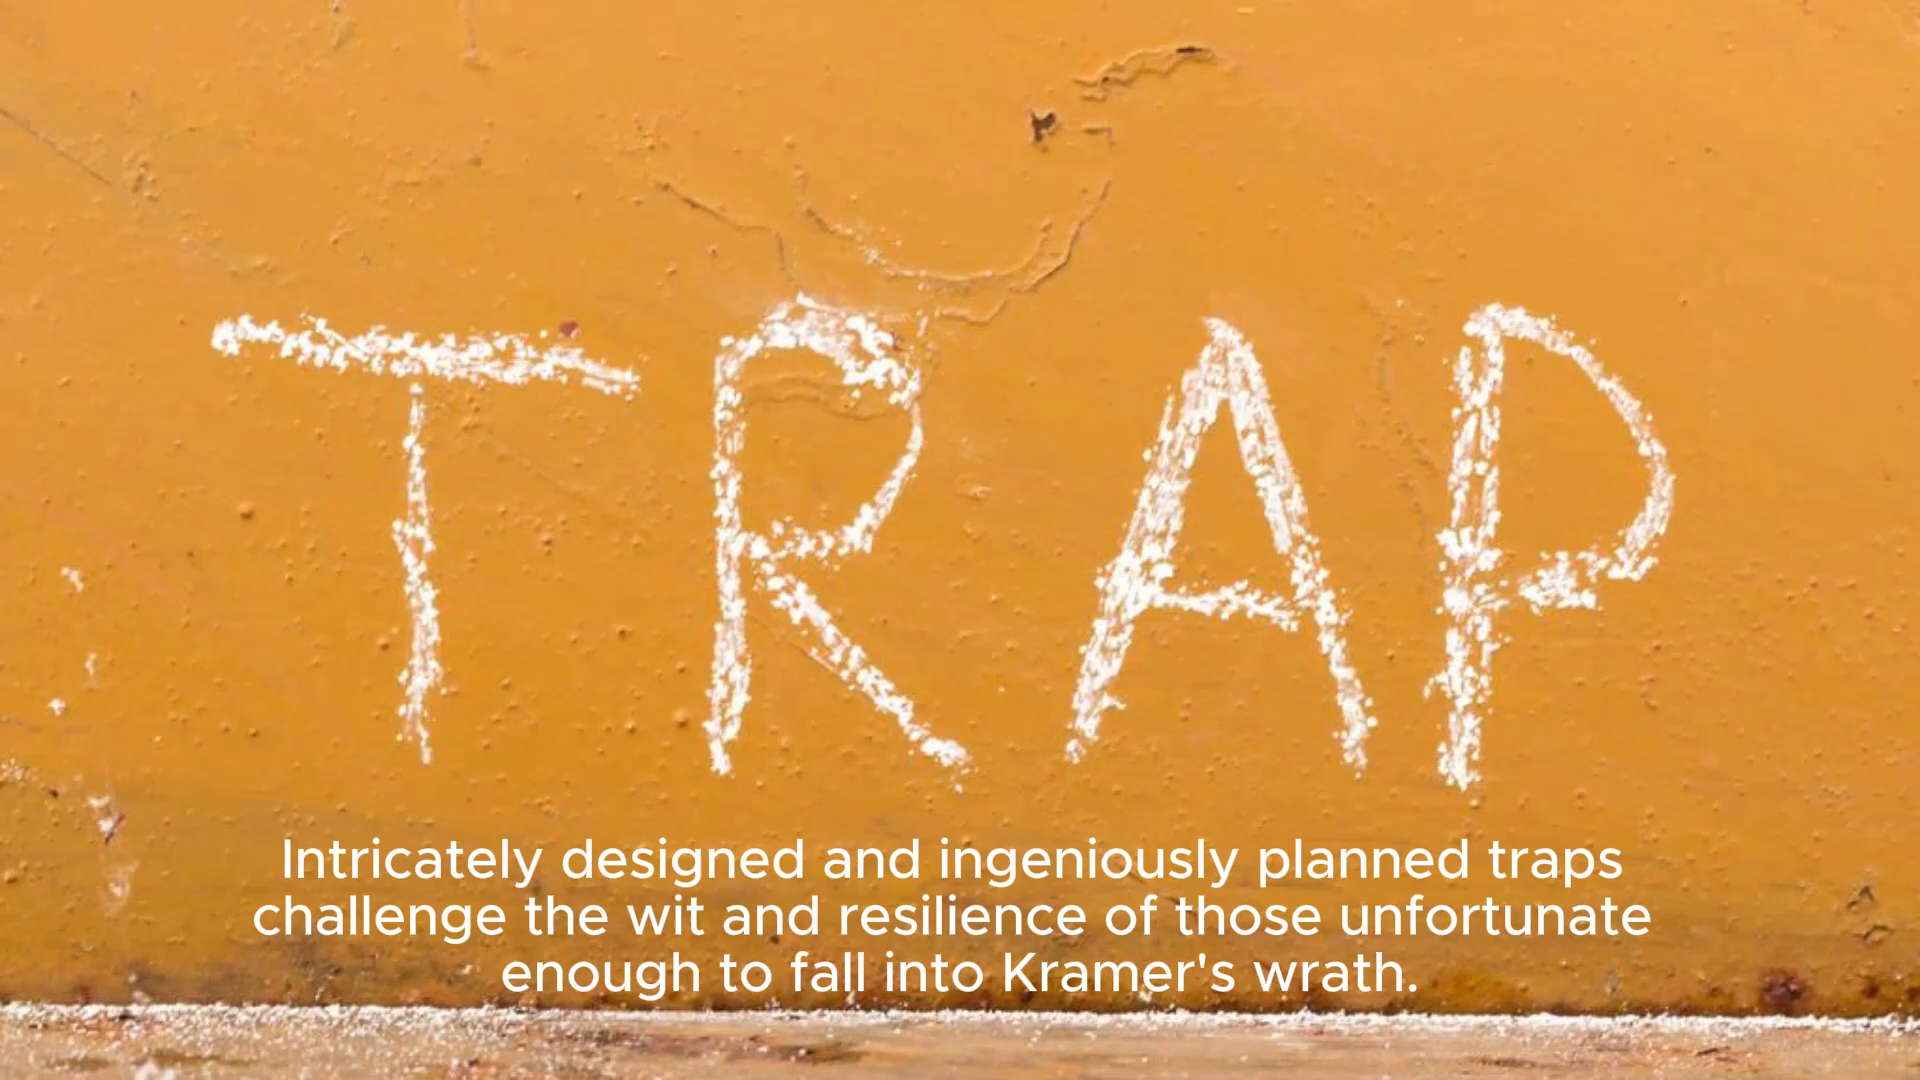 TRAP
Intricately designed and ingeniously planned traps
challenge the wit and resilience of those unfortunate
enough to fall into Kramer's wrath.